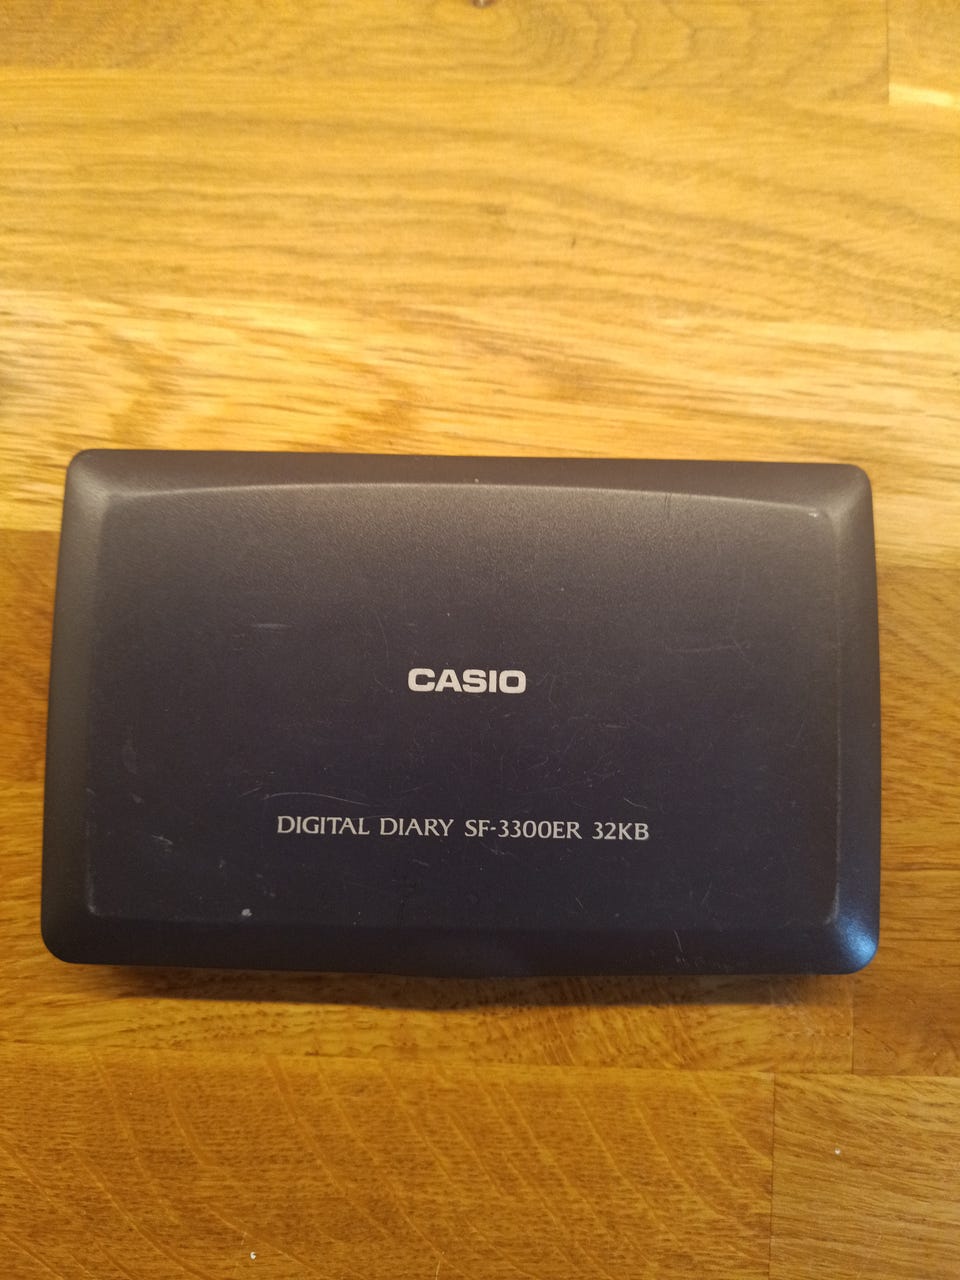 CASIO
DIGITAL DIARY SF-3300ER 32KB